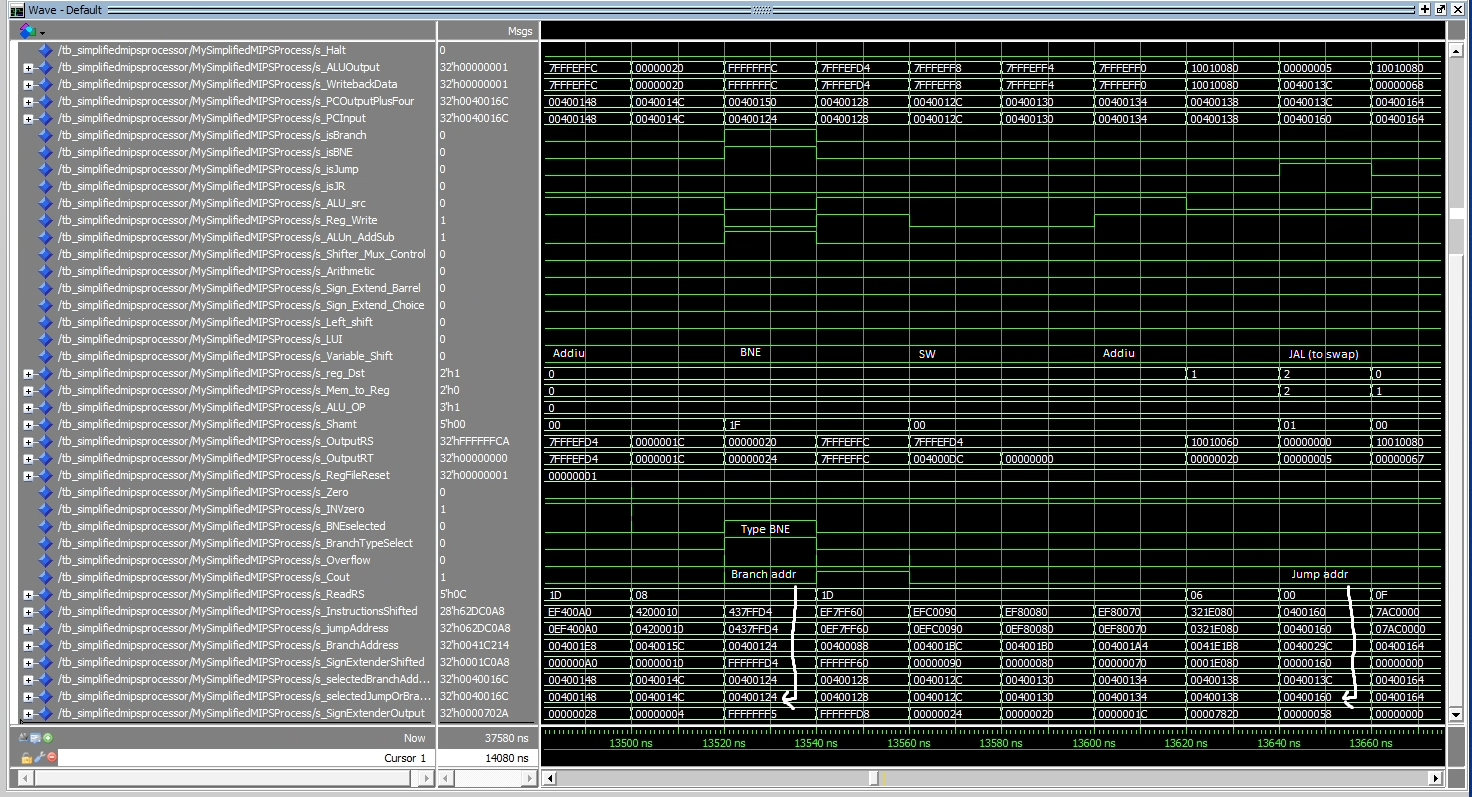 Wave - Default
Msgs
/tb_simplifiedmipsprocessor/MySimplifiedMIPSProcess/s_Halt 0
/tb_simplifiedmipsprocessor/MySimplifiedMIPSProcess/s_ALUOutput 32'h00000001 7FFFEFFC 00000020 FFFFFFFC 7FFFEFD4 7FFFEFF8 7FFFEFF4 7FFFEFF0 10010080 00000005 10010080
/tb_simplifiedmipsprocessor/MySimplifiedMIPSProcess/s_WritebackData 32'h00000001 7FFFEFFC 00000020 FFFFFFFC 7FFFEFD4 7FFFEFF8 7FFFEFF4 7FFFEFF0 10010080 0040013C 00000068
/tb_simplifiedmipsprocessor/MySimplifiedMIPSProcess/s_PCOutputPlusFour 32'h0040016C 00400148 0040014C 00400150 00400128 0040012C 00400130 00400134 00400138 0040013C 00400164
/tb_simplifiedmipsprocessor/MySimplifiedMIPSProcess/s_PCInput 32'h0040016C 00400148 0040014C 00400124 00400128 0040012C 00400130 00400134 00400138 00400160 00400164
/tb_simplifiedmipsprocessor/MySimplifiedMIPSProcess/s_isBranch 0
/tb_simplifiedmipsprocessor/MySimplifiedMIPSProcess/s_isBNE 0
/tb_simplifiedmipsprocessor/MySimplifiedMIPSProcess/s_isJump 0
/tb_simplifiedmipsprocessor/MySimplifiedMIPSProcess/s_isJR 0
/tb_simplifiedmipsprocessor/MySimplifiedMIPSProcess/s_ALU_src 0
/tb_simplifiedmipsprocessor/MySimplifiedMIPSProcess/s_Reg_Write 1
/tb_simplifiedmipsprocessor/MySimplifiedMIPSProcess/s_ALUn_AddSub 1
/tb_simplifiedmipsprocessor/MySimplifiedMIPSProcess/s_Shifter_Mux_Control 0
/tb_simplifiedmipsprocessor/MySimplifiedMIPSProcess/s_Arithmetic 0
/tb_simplifiedmipsprocessor/MySimplifiedMIPSProcess/s_Sign_Extend_Barrel 0
/tb_simplifiedmipsprocessor/MySimplifiedMIPSProcess/s_Sign_Extend_Choice 0
/tb_simplifiedmipsprocessor/MySimplifiedMIPSProcess/s_Left_shift 0
/tb_simplifiedmipsprocessor/MySimplifiedMIPSProcess/s_LUI 0
/tb_simplifiedmipsprocessor/MySimplifiedMIPSProcess/s_Variable_Shift 0 Addiu BNE SW Addiu JAL (to swap)
/tb_simplifiedmipsprocessor/MySimplifiedMIPSProcess/s_reg_Dst 2'h1 0 1 2 0
/tb_simplifiedmipsprocessor/MySimplifiedMIPSProcess/s_Mem_to_Reg 2'h0 0 2 1
/tb_simplifiedmipsprocessor/MySimplifiedMIPSProcess/s_ALU_OP 3'h1 0
/tb_simplifiedmipsprocessor/MySimplifiedMIPSProcess/s_Shamt 5'h00 00 1F 00 01 00
/tb_simplifiedmipsprocessor/MySimplifiedMIPSProcess/s_OutputRS 32'hFFFFFFCA 7FFFEFD4 0000001C 00000020 7FFFEFFC 7FFFEFD4 10010060 00000000 10010080
/tb_simplifiedmipsprocessor/MySimplifiedMIPSProcess/s_OutputRT 32'h00000000 7FFFEFD4 0000001C 00000024 7FFFEFFC 004000DC 00000000 00000020 00000005 00000067
/tb_simplifiedmipsprocessor/MySimplifiedMIPSProcess/s_RegFileReset 32'h00000001 00000001
/tb_simplifiedmipsprocessor/MySimplifiedMIPSProcess/s_Zero 0
/tb_simplifiedmipsprocessor/MySimplifiedMIPSProcess/s_INVzero 1
/tb_simplifiedmipsprocessor/MySimplifiedMIPSProcess/s_BNEselected 0 Type BNE
/tb_simplifiedmipsprocessor/MySimplifiedMIPSProcess/s_BranchTypeSelect 0
/tb_simplifiedmipsprocessor/MySimplifiedMIPSProcess/s_Overflow 0
/tb_simplifiedmipsprocessor/MySimplifiedMIPSProcess/s_Cout 1 Branch addr Jump addr
/tb_simplifiedmipsprocessor/MySimplifiedMIPSProcess/s_ReadRS 5'h0C 1D 08 1D 06 00 0F
/tb_simplifiedmipsprocessor/MySimplifiedMIPSProcess/s_InstructionsShifted 28'h62DC0A8 EF400A0 4200010 437FFD4 EF7FF60 EFC0090 EF80080 EF80070 321E080 0400160 7AC0000
/tb_simplifiedmipsprocessor/MySimplifiedMIPSProcess/s_jumpAddress 32'h062DC0A8 0EF400A0 04200010 0437FFD4 0EF7FF60 0EFC0090 0EF80080 0EF80070 0321E080 00400160 07AC0000
/tb_simplifiedmipsprocessor/MySimplifiedMIPSProcess/s_BranchAddress 32'h0041C214 004001E8 0040015C 00400124 00400088 004001BC 004001B0 004001A4 0041E1B8 0040029C 00400164
/tb_simplifiedmipsprocessor/MySimplifiedMIPSProcess/s_SignExtenderShifted 32'h0001C0A8 000000A0 00000010 FFFFFFD4 FFFFFF60 00000090 00000080 00000070 0001E080 00000160 00000000
/tb_simplifiedmipsprocessor/MySimplifiedMIPSProcess/s_selectedBranchAdd... 32'h0040016C 00400148 0040014C 00400124 00400128 0040012C 00400130 00400134 00400138 0040013C 00400164
/tb_simplifiedmipsprocessor/MySimplifiedMIPSProcess/s_selectedJumpOrBra... 32'h0040016C 00400148 0040014C 00400124 00400128 0040012C 00400130 00400134 00400138 00400160 00400164
/tb_simplifiedmipsprocessor/MySimplifiedMIPSProcess/s_SignExtenderOutput 32'h0000702A 00000028 00000004 FFFFFFF5 FFFFFFD8 00000024 00000020 0000001C 00007820 00000058 00000000
Now 37580 ns 13500 ns 13520 ns 13540 ns 13560 ns 13580 ns 13600 ns 13620 ns 13640 ns 13660 ns
Cursor 1 14080 ns